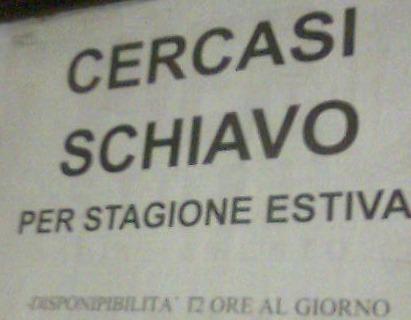 CERCASI
SCHIAVO
PER STAGIONE ESTIVA
-DISPONIPIBILITA' 12 ORE AL GIORNO